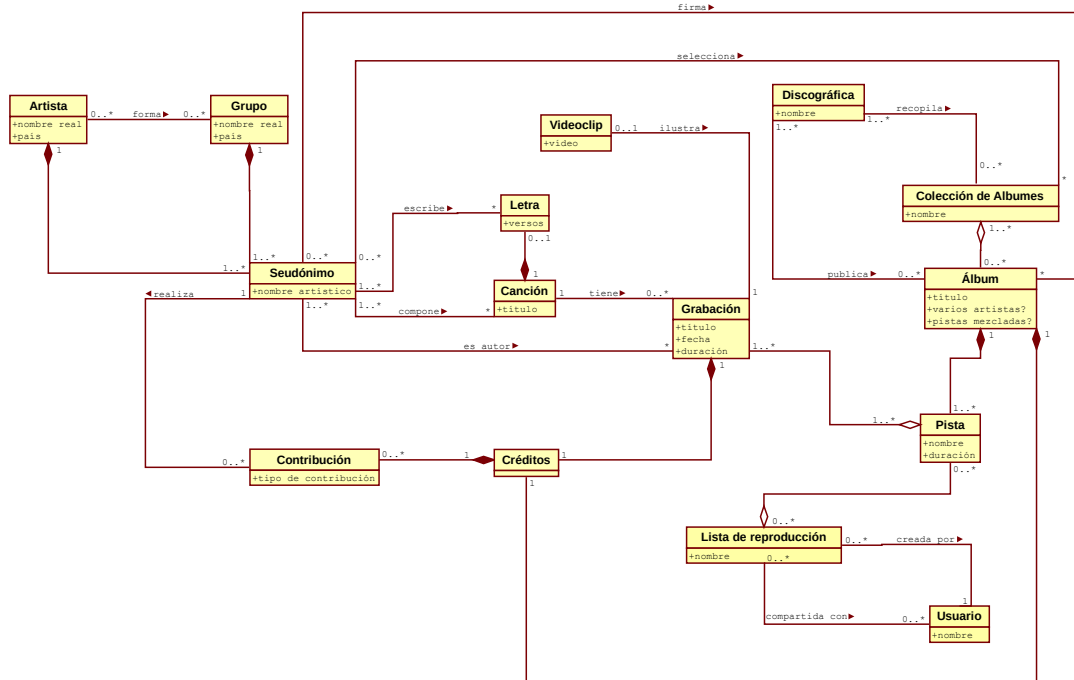 firma
selecciona
Artista
+nombre real
+país
0..*
forma
0..*
Grupo
+nombre real
+país
1
1
Videoclip
+vídeo
0..1
ilustra
Discográfica
+nombre
1..*
1..*
recopila
0..*
*
Colección de Albumes
+nombre
1..*
Letra
+versos
escribe
*
0..1
1..*
0..*
0..*
1..*
Seudónimo
+nombre artístico
1..*
1
1..*
1..*
realiza
1
Canción
+título
compone
*
1
tiene
0..*
1
Grabación
+título
+fecha
+duración
es autor
*
1..*
1
publica
0..*
0..*
Álbum
+título
+varios artistas?
+pistas mezcladas?
*
1
1
1..*
1..*
Pista
+nombre
+duración
0..*
0..*
Contribución
+tipo de contribución
0..*
1
Créditos
1
1
0..*
Lista de reproducción
+nombre
0..*
0..*
creada por
1
compartida con
0..*
Usuario
+nombre